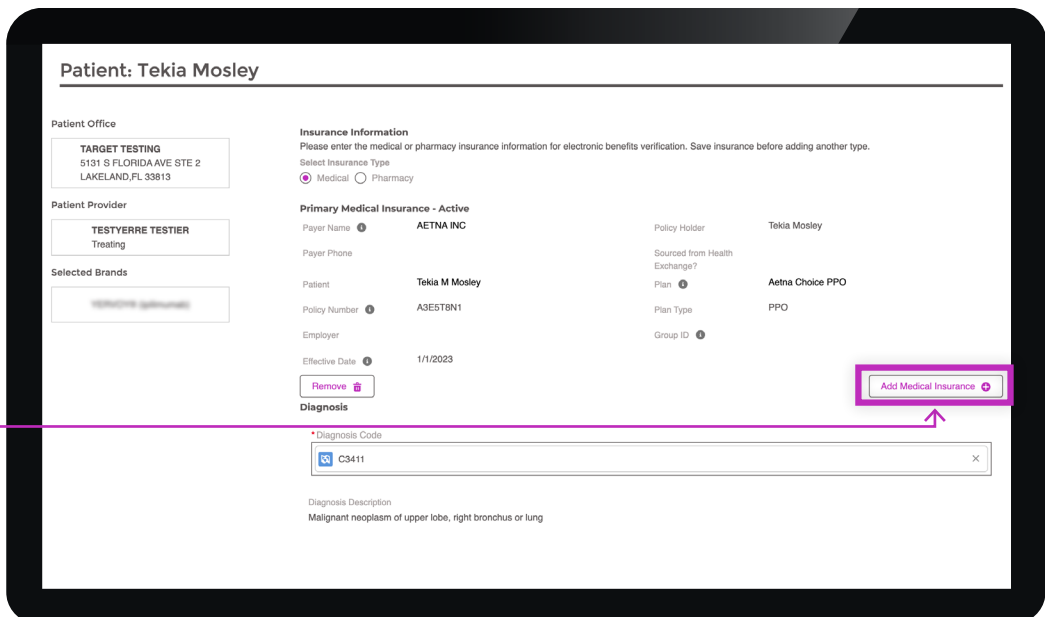 Patient: Tekia Mosley
Patient Office
TARGET TESTING
5131 S FLORIDA AVE STE 2
LAKELAND,FL 33813
Patient Provider
TESTYERRE TESTIER
Treating
Selected Brands
Insurance Information
Please enter the medical or pharmacy insurance information for electronic benefits verification. Save insurance before adding another type.
Select Insurance Type
Medical Pharmacy
Primary Medical Insurance - Active
Payer Name AETNA INC Policy Holder Tekia Mosley
Payer Phone Sourced from Health
Exchange?
Patient Tekia M Mosley Plan Aetna Choice PPO
Policy Number A3E5T8N1 Plan Type PPO
Employer Group ID
Effective Date 1/1/2023
Remove Add Medical Insurance
Diagnosis
*Diagnosis Code
C3411
Diagnosis Description
Malignant neoplasm of upper lobe, right bronchus or lung